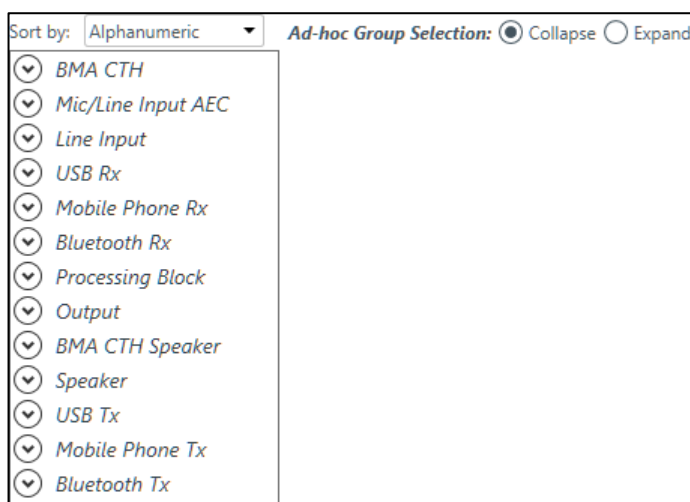 Sort by: Alphanumeric Ad-hoc Group Selection: Collapse Expand
BMA CTH
Mic/Line Input AEC
Line Input
USB Rx
Mobile Phone Rx
Bluetooth Rx
Processing Block
Output
BMA CTH Speaker
Speaker
USB Tx
Mobile Phone Tx
Bluetooth Tx